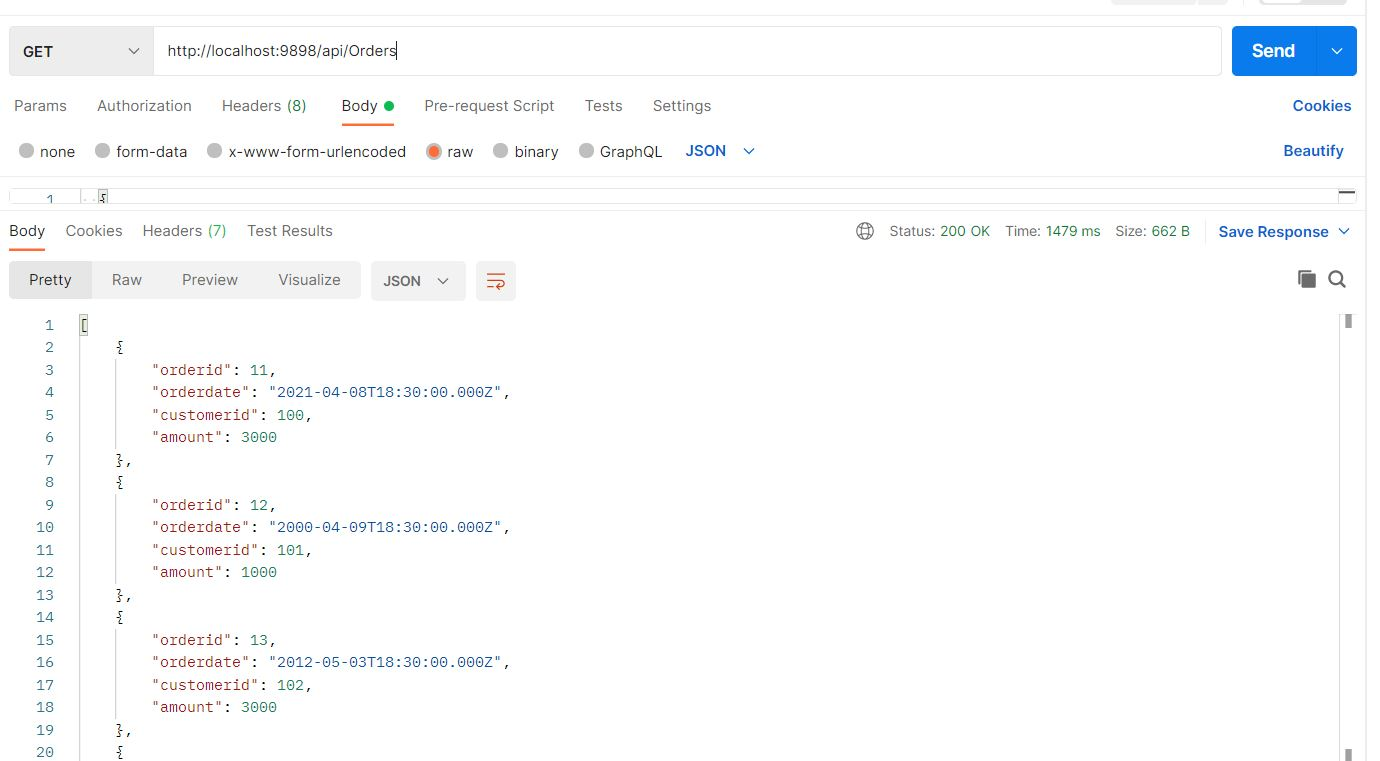 GET http://localhost:9898/api/Orders Send
Params Authorization Headers (8) Body Pre-request Script Tests Settings Cookies
none form-data x-www-form-urlencoded raw binary GraphQL JSON Beautify
1 {
Body Cookies Headers (7) Test Results Status: 200 OK Time: 1479 ms Size: 662 B Save Response
Pretty Raw Preview Visualize JSON
1 [
2 {
3 "orderid": 11,
4 "orderdate": "2021-04-08T18:30:00.000Z",
5 "customerid": 100,
6 "amount": 3000
7 },
8 {
9 "orderid": 12,
10 "orderdate": "2000-04-09T18:30:00.000Z",
11 "customerid": 101,
12 "amount": 1000
13 },
14 {
15 "orderid": 13,
16 "orderdate": "2012-05-03T18:30:00.000Z",
17 "customerid": 102,
18 "amount": 3000
19 },
20 {